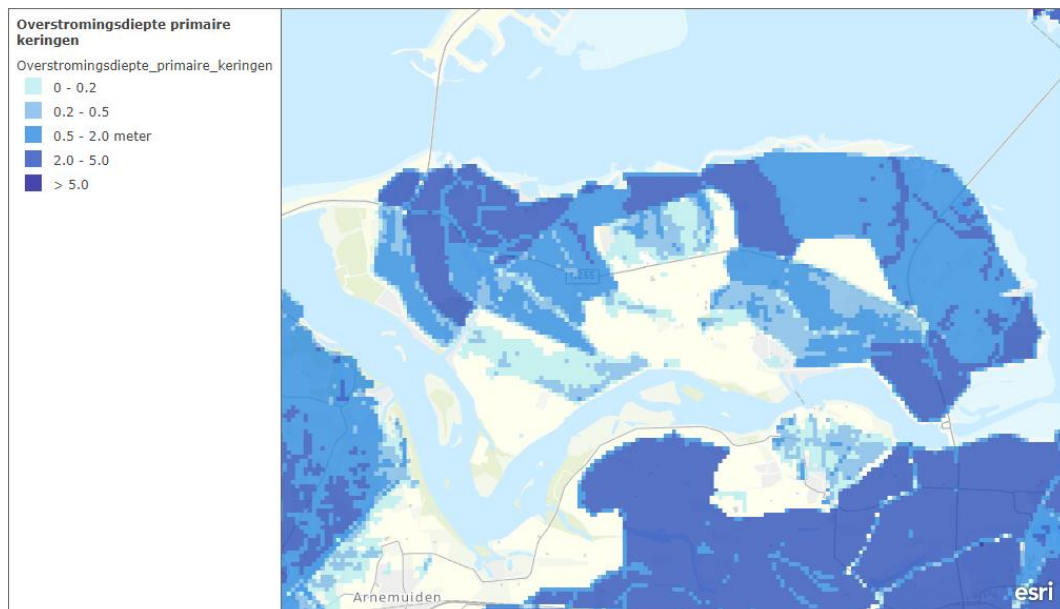 Overstromingsdiepte primaire
keringen
Overstromingsdiepte_primaire_keringen
0 - 0.2
0.2 - 0.5
0.5 - 2.0 meter
2.0 - 5.0
> 5.0
Arnemuiden
esri